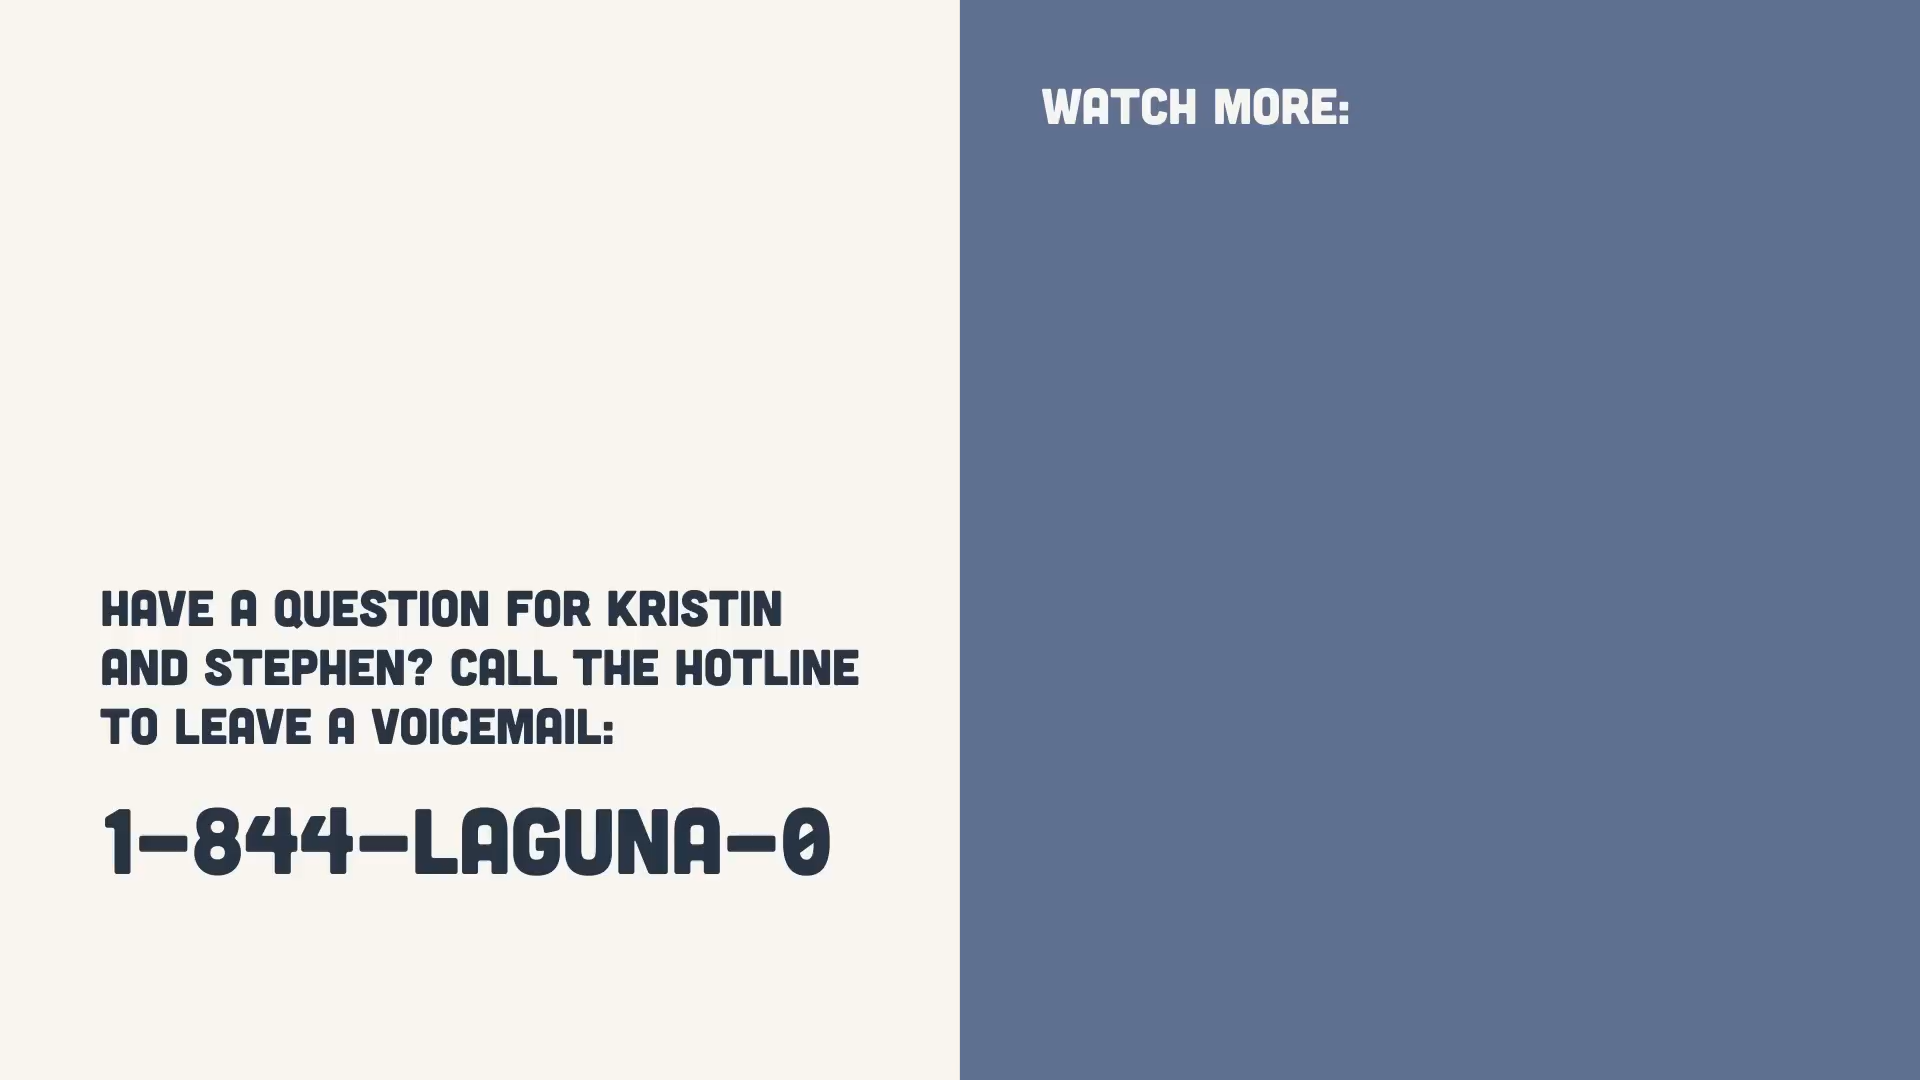 HAVE A QUESTION FOR KRISTIN
AND STEPHEN? CALL THE HOTLINE
TO LEAVE A VOICEMAIL:
1-844-LAGUNA-0
WATCH MORE: